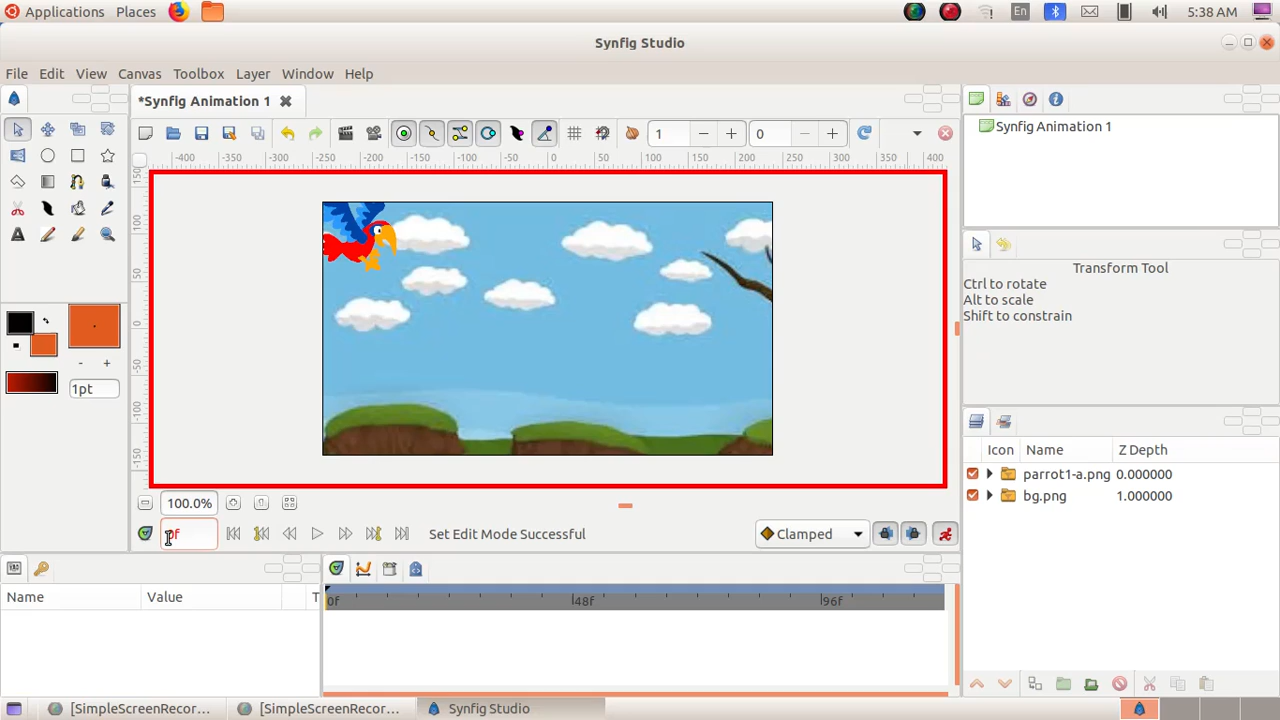 Applications Places En 5:38 AM
Synfig Studio
File Edit View Canvas Toolbox Layer Window Help
*Synfig Animation 1
1 0
Synfig Animation 1
-400 -350 -300 -250 -200 -150 -100 -50 0 50 100 150 200 250 300 350 400
Transform Tool
Ctrl to rotate
Alt to scale
Shift to constrain
1pt
Icon Name Z Depth
parrot1-a.png 0.000000
bg.png 1.000000
100.0%
Set Edit Mode Successful
Clamped
Name Value T
0f 48f 96f
[SimpleScreenRecor... [SimpleScreenRecor... Synfig Studio